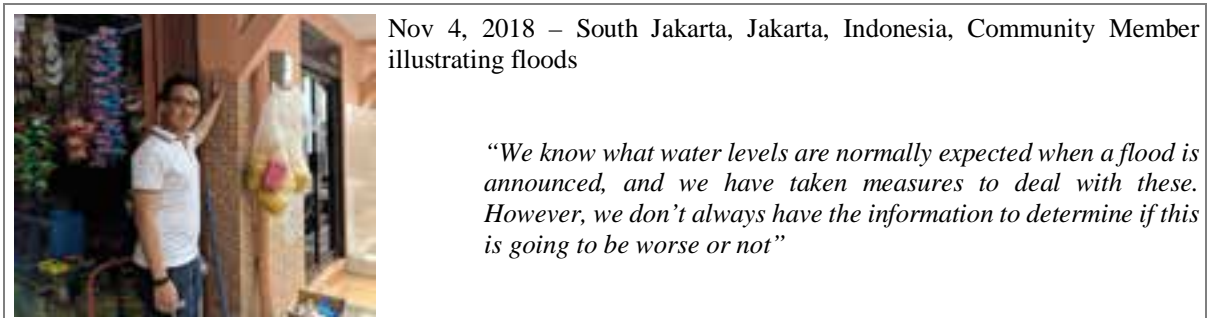 Nov 4, 2018 – South Jakarta, Jakarta, Indonesia, Community Member
illustrating floods
“We know what water levels are normally expected when a flood is
announced, and we have taken measures to deal with these.
However, we don’t always have the information to determine if this
is going to be worse or not”